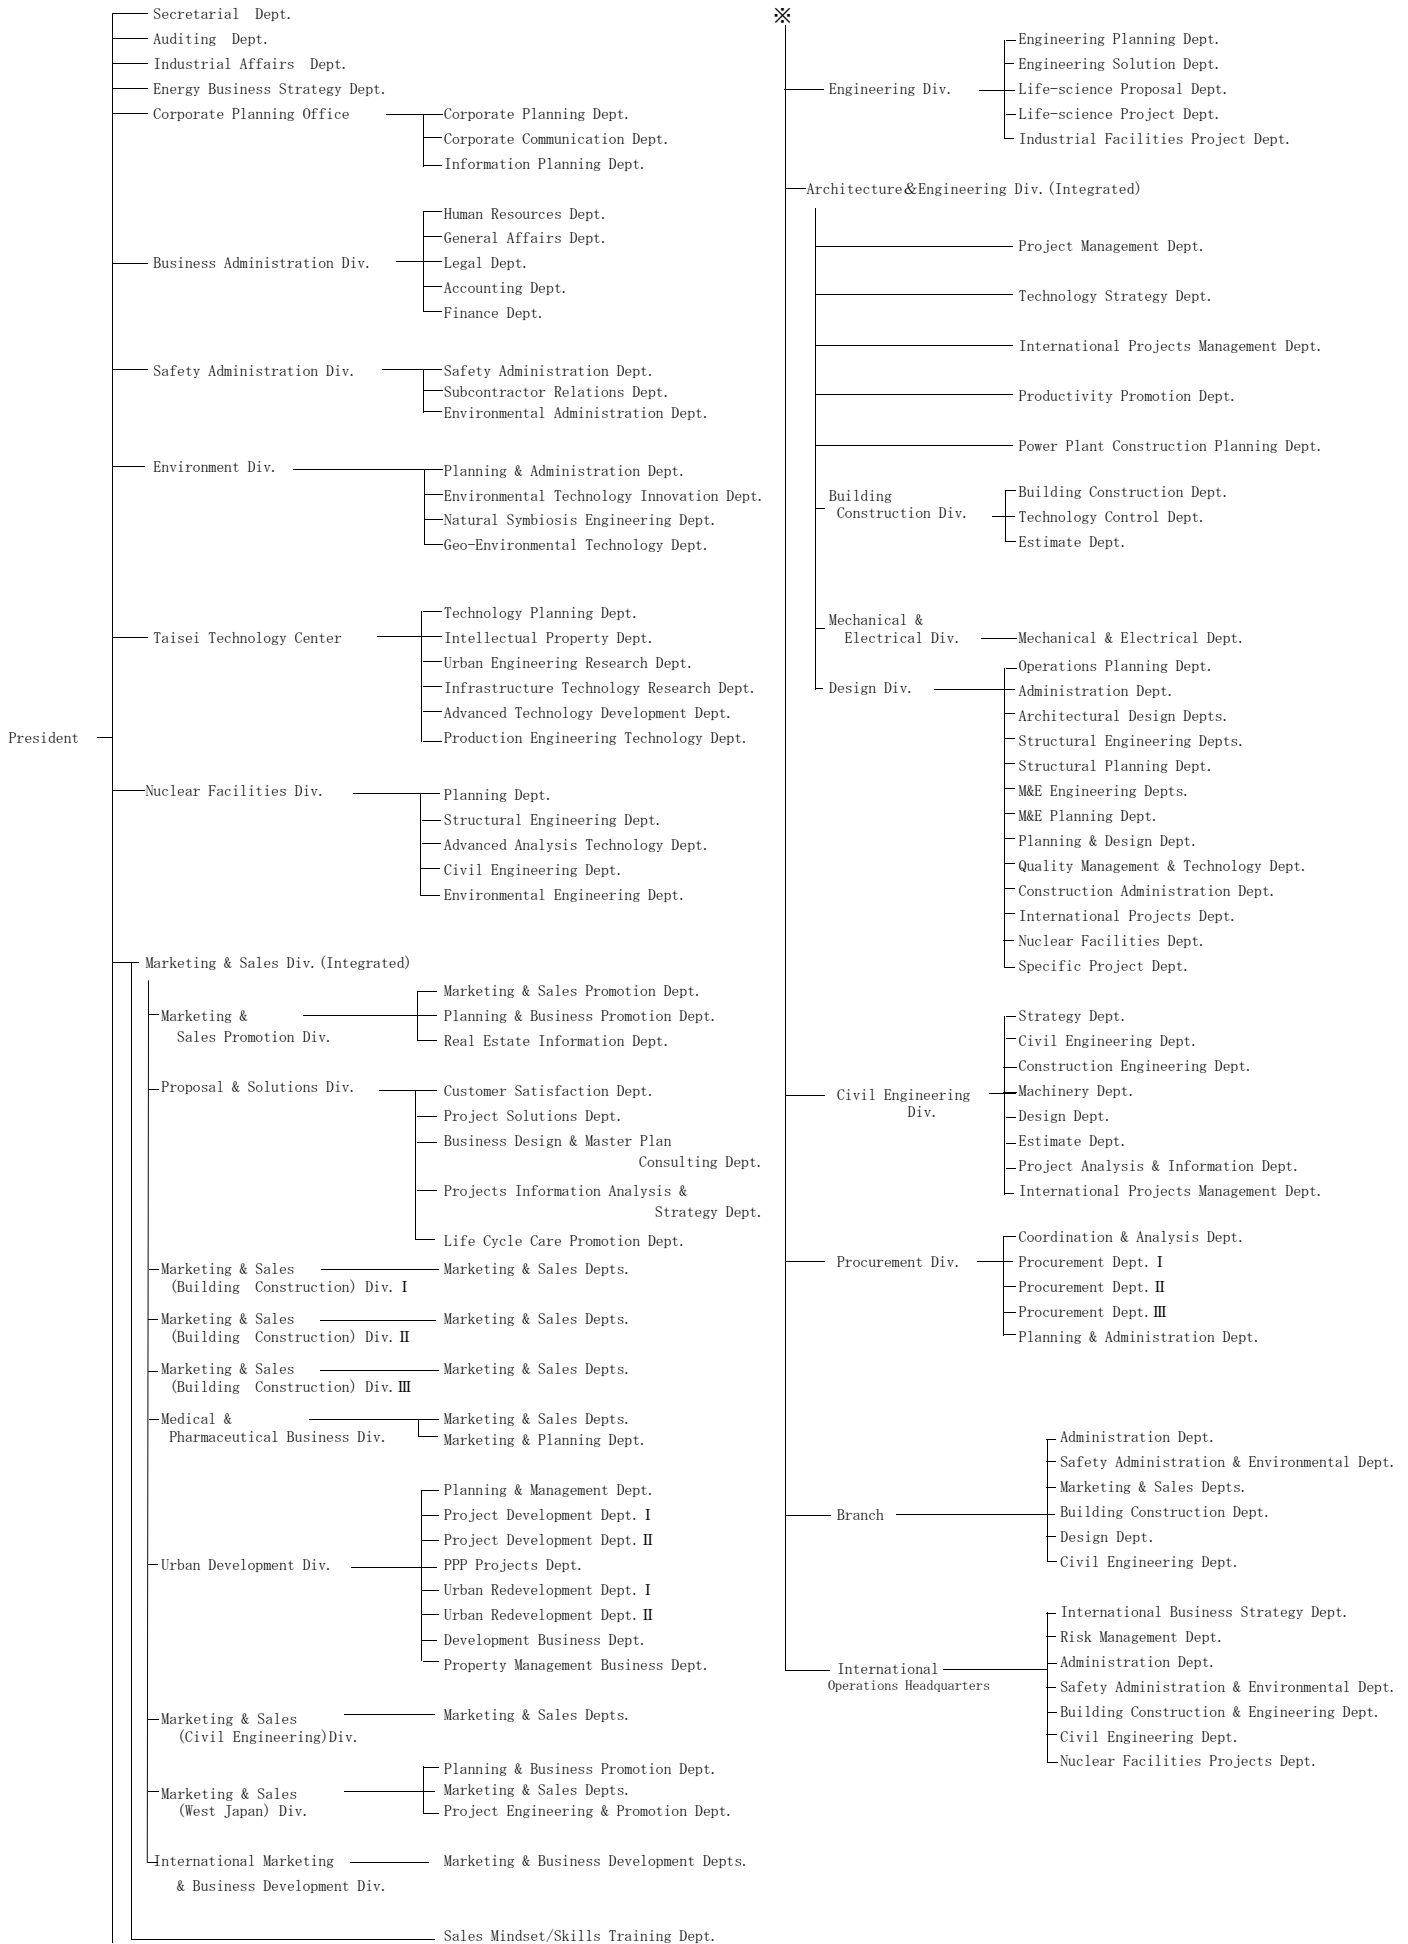 Secretarial Dept.
Auditing Dept.
Industrial Affairs Dept.
Energy Business Strategy Dept.
Corporate Planning Office
Corporate Planning Dept.
Corporate Communication Dept.
Information Planning Dept.
Human Resources Dept.
General Affairs Dept.
Business Administration Div.
Legal Dept.
Accounting Dept.
Finance Dept.
Safety Administration Div.
Safety Administration Dept.
Subcontractor Relations Dept.
Environmental Administration Dept.
Environment Div.
Planning & Administration Dept.
Environmental Technology Innovation Dept.
Natural Symbiosis Engineering Dept.
Geo-Environmental Technology Dept.
Technology Planning Dept.
Taisei Technology Center
Intellectual Property Dept.
Urban Engineering Research Dept.
Infrastructure Technology Research Dept.
Advanced Technology Development Dept.
President
Production Engineering Technology Dept.
Nuclear Facilities Div.
Planning Dept.
Structural Engineering Dept.
Advanced Analysis Technology Dept.
Civil Engineering Dept.
Environmental Engineering Dept.
Marketing & Sales Div.(Integrated)
Marketing &
Sales Promotion Div.
Marketing & Sales Promotion Dept.
Planning & Business Promotion Dept.
Real Estate Information Dept.
Proposal & Solutions Div.
Customer Satisfaction Dept.
Project Solutions Dept.
Business Design & Master Plan
Consulting Dept.
Projects Information Analysis &
Strategy Dept.
Life Cycle Care Promotion Dept.
Marketing & Sales
(Building Construction) Div.Ⅰ
Marketing & Sales Depts.
Marketing & Sales
(Building Construction) Div.Ⅱ
Marketing & Sales Depts.
Marketing & Sales
(Building Construction) Div.Ⅲ
Marketing & Sales Depts.
Medical &
Pharmaceutical Business Div.
Marketing & Sales Depts.
Marketing & Planning Dept.
Urban Development Div.
Planning & Management Dept.
Project Development Dept.Ⅰ
Project Development Dept.Ⅱ
PPP Projects Dept.
Urban Redevelopment Dept.Ⅰ
Urban Redevelopment Dept.Ⅱ
Development Business Dept.
Property Management Business Dept.
Marketing & Sales
(Civil Engineering)Div.
Marketing & Sales Depts.
Marketing & Sales
(West Japan) Div.
Planning & Business Promotion Dept.
Marketing & Sales Depts.
Project Engineering & Promotion Dept.
International Marketing
& Business Development Div.
Marketing & Business Development Depts.
Sales Mindset/Skills Training Dept.
※
Engineering Div.
Engineering Planning Dept.
Engineering Solution Dept.
Life-science Proposal Dept.
Life-science Project Dept.
Industrial Facilities Project Dept.
Architecture&Engineering Div.(Integrated)
Project Management Dept.
Technology Strategy Dept.
International Projects Management Dept.
Productivity Promotion Dept.
Power Plant Construction Planning Dept.
Building
Construction Div.
Building Construction Dept.
Technology Control Dept.
Estimate Dept.
Mechanical &
Electrical Div.
Mechanical & Electrical Dept.
Design Div.
Operations Planning Dept.
Administration Dept.
Architectural Design Depts.
Structural Engineering Depts.
Structural Planning Dept.
M&E Engineering Depts.
M&E Planning Dept.
Planning & Design Dept.
Quality Management & Technology Dept.
Construction Administration Dept.
International Projects Dept.
Nuclear Facilities Dept.
Specific Project Dept.
Civil Engineering
Div.
Strategy Dept.
Civil Engineering Dept.
Construction Engineering Dept.
Machinery Dept.
Design Dept.
Estimate Dept.
Project Analysis & Information Dept.
International Projects Management Dept.
Procurement Div.
Coordination & Analysis Dept.
Procurement Dept.Ⅰ
Procurement Dept.Ⅱ
Procurement Dept.Ⅲ
Planning & Administration Dept.
Branch
Administration Dept.
Safety Administration & Environmental Dept.
Marketing & Sales Depts.
Building Construction Dept.
Design Dept.
Civil Engineering Dept.
International
Operations Headquarters
International Business Strategy Dept.
Risk Management Dept.
Administration Dept.
Safety Administration & Environmental Dept.
Building Construction & Engineering Dept.
Civil Engineering Dept.
Nuclear Facilities Projects Dept.